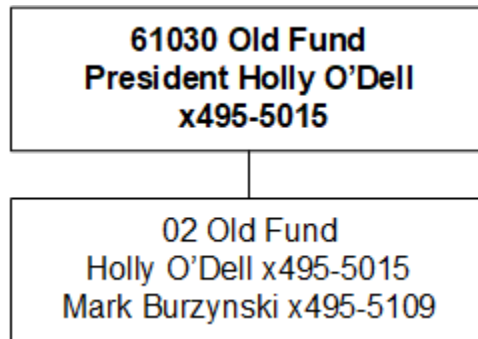 61030 Old Fund
President Holly O’Dell
x495-5015
02 Old Fund
Holly O’Dell x495-5015
Mark Burzynski x495-5109